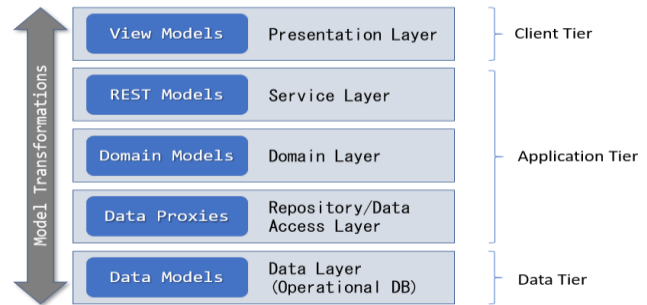 Model Transformations
View Models
Presentation Layer
Client Tier
REST Models
Service Layer
Domain Models
Domain Layer
Application Tier
Data Proxies
Repository/Data
Access Layer
Data Models
Data Layer
(Operational DB)
Data Tier